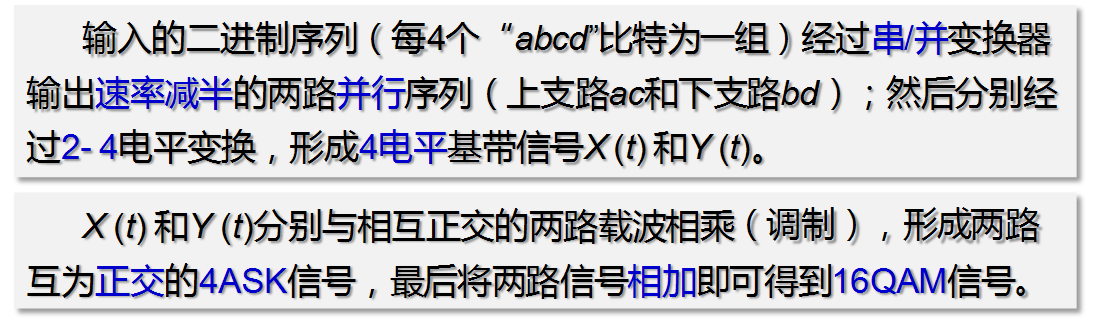 输入的二进制序列（每4个“abcd”比特为一组）经过串/并变换器
输出速率减半的两路并行序列（上支路ac和下支路bd）；然后分别经
过2- 4电平变换，形成4电平基带信号X (t) 和Y (t)。
X (t) 和Y (t)分别与相互正交的两路载波相乘（调制），形成两路
互为正交的4ASK信号，最后将两路信号相加即可得到16QAM信号。